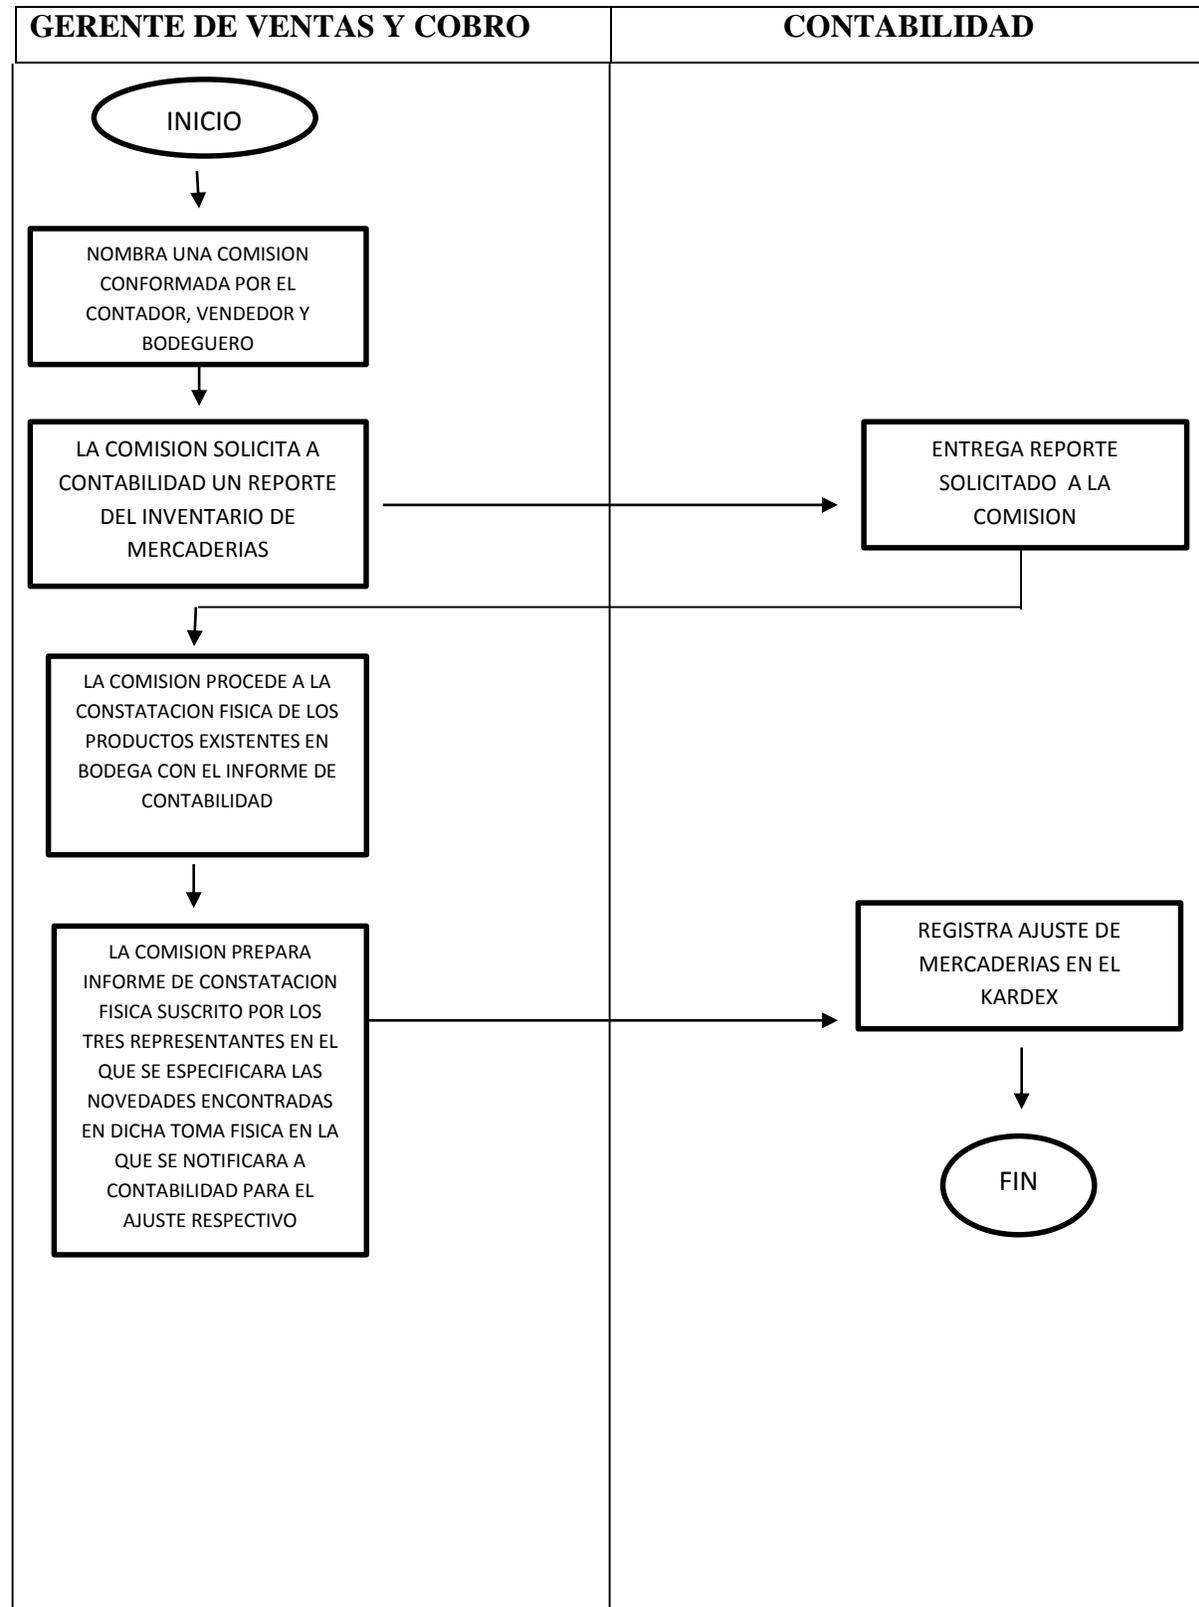 GERENTE DE VENTAS Y COBRO
CONTABILIDAD
INICIO
NOMBRA UNA COMISION
CONFORMADA POR EL
CONTADOR, VENDEDOR Y
BODEGUERO
LA COMISION SOLICITA A
CONTABILIDAD UN REPORTE
DEL INVENTARIO DE
MERCADERIAS
ENTREGA REPORTE
SOLICITADO A LA
COMISION
LA COMISION PROCEDE A LA
CONSTATACION FISICA DE LOS
PRODUCTOS EXISTENTES EN
BODEGA CON EL INFORME DE
CONTABILIDAD
LA COMISION PREPARA
INFORME DE CONSTATACION
FISICA SUSCRITO POR LOS
TRES REPRESENTANTES EN EL
QUE SE ESPECIFICARA LAS
NOVEDADES ENCONTRADAS
EN DICHA TOMA FISICA EN LA
QUE SE NOTIFICARA A
CONTABILIDAD PARA EL
AJUSTE RESPECTIVO
REGISTRA AJUSTE DE
MERCADERIAS EN EL
KARDEX
FIN